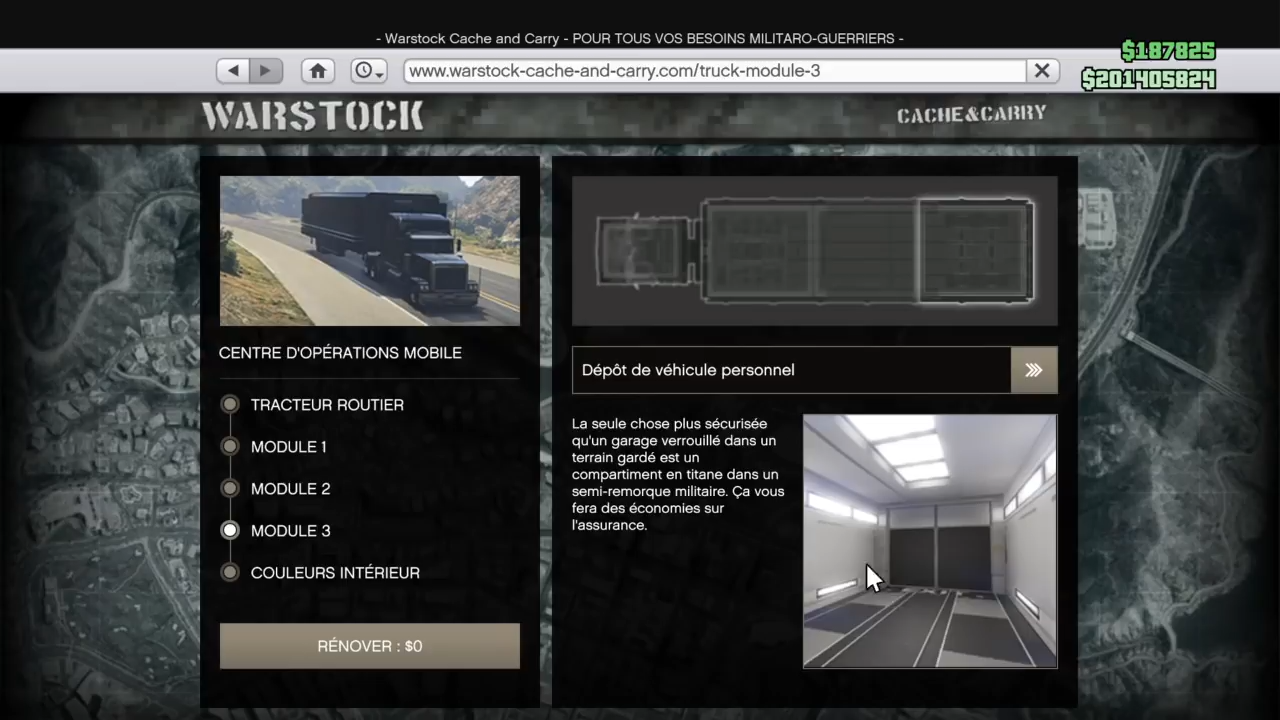 - Warstock Cache and Carry - POUR TOUS VOS BESOINS MILITARO-GUERRIERS -
$187825
www.warstock-cache-and-carry.com/truck-module-3
$201405824
WARSTOCK
CACHE&CARRY
CENTRE D'OPÉRATIONS MOBILE
TRACTEUR ROUTIER
MODULE 1
MODULE 2
MODULE 3
COULEURS INTÉRIEUR
RÉNOVER : $0
Dépôt de véhicule personnel
La seule chose plus sécurisée
qu'un garage verrouillé dans un
terrain gardé est un
compartiment en titane dans un
semi-remorque militaire. Ça vous
fera des économies sur
l'assurance.